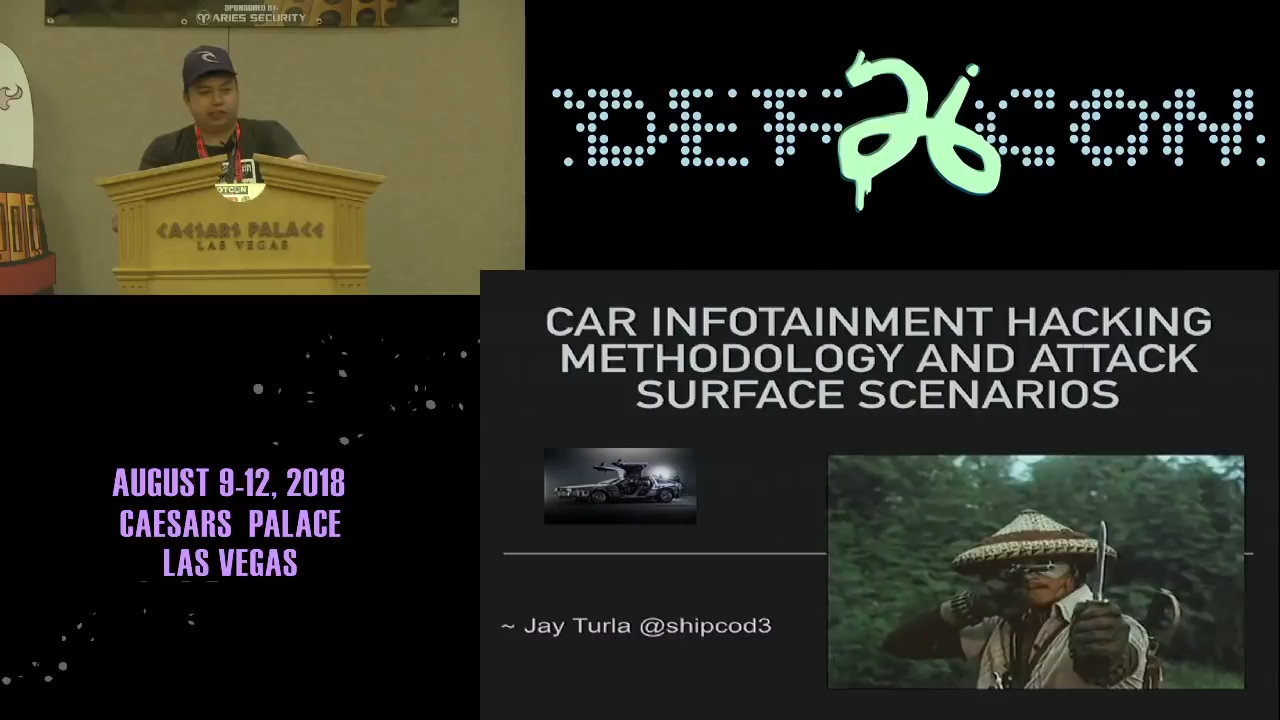 SPONSORED BY:
ARIES SECURITY
CAESARS PALACE
LAS VEGAS
DEF CON
26
CAR INFOTAINMENT HACKING
METHODOLOGY AND ATTACK
SURFACE SCENARIOS
~ Jay Turla @shipcod3
AUGUST 9-12, 2018
CAESARS PALACE
LAS VEGAS